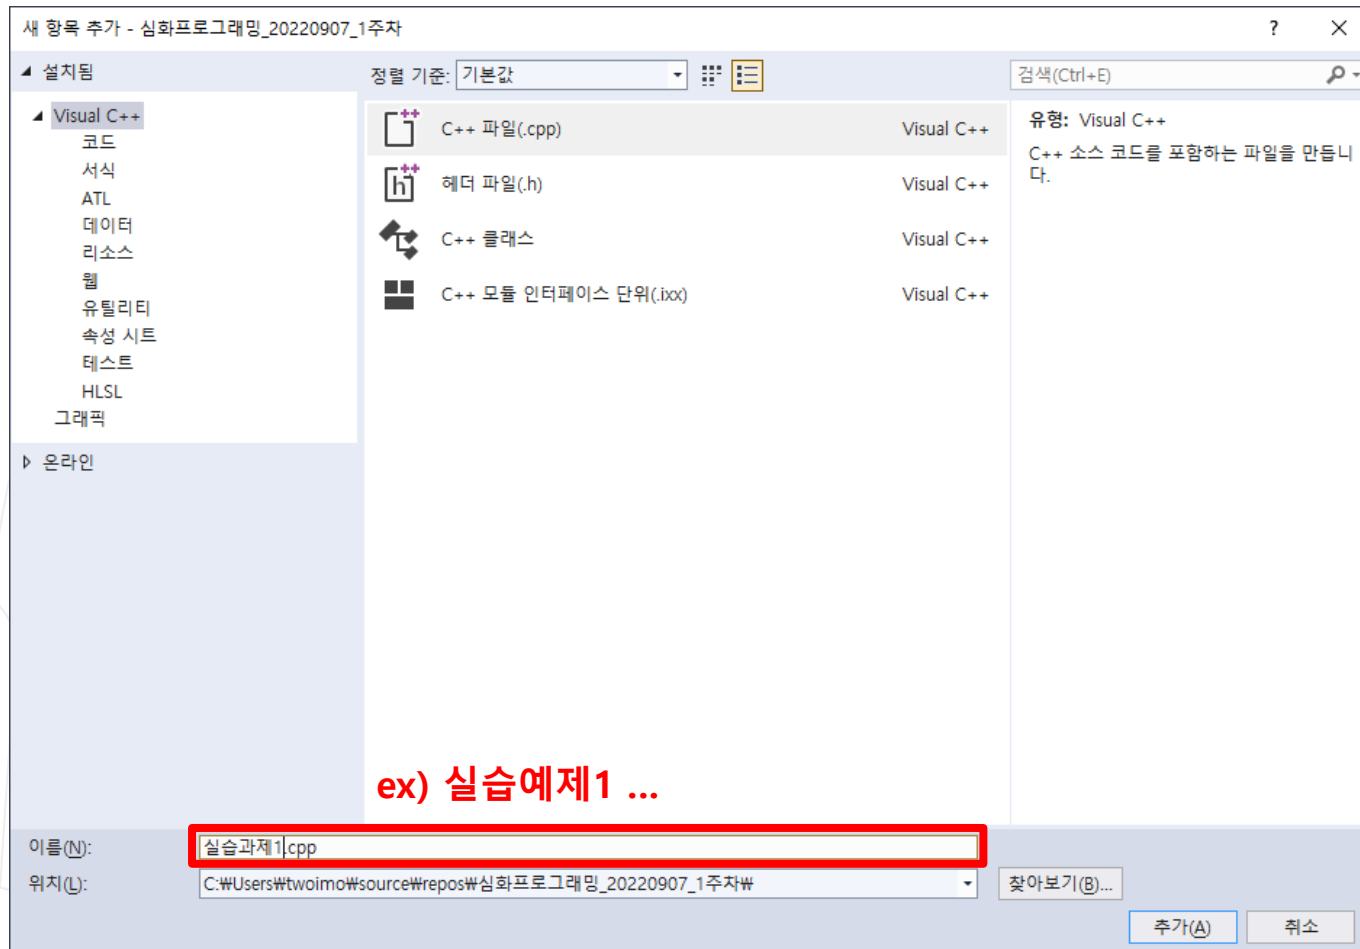 새 항목 추가 - 심화프로그래밍_20220907_1주차
설치됨
정렬 기준: 기본값
검색(Ctrl+E)
Visual C++
코드
서식
ATL
데이터
리소스
웹
유틸리티
속성 시트
테스트
HLSL
그래픽
온라인
C++ 파일(.cpp) Visual C++
헤더 파일(.h) Visual C++
C++ 클래스 Visual C++
C++ 모듈 인터페이스 단위(.ixx) Visual C++
유형: Visual C++
C++ 소스 코드를 포함하는 파일을 만듭니
다.
ex) 실습예제1 ...
이름(N): 실습과제1.cpp
위치(L): C:₩Users₩twoimo₩source₩repos₩심화프로그래밍_20220907_1주차₩ 찾아보기(B)...
추가(A) 취소